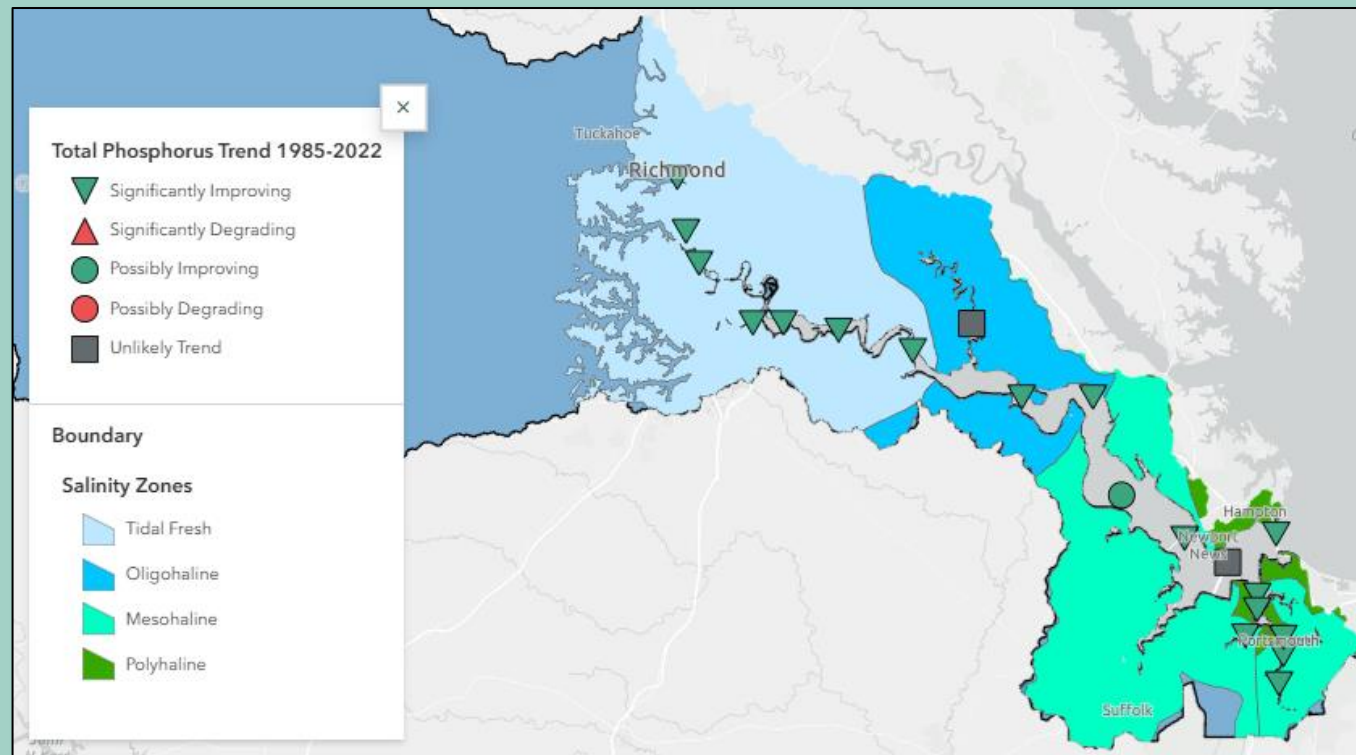 ×
Total Phosphorus Trend 1985-2022
Significantly Improving
Significantly Degrading
Possibly Improving
Possibly Degrading
Unlikely Trend
Boundary
Salinity Zones
Tidal Fresh
Oligohaline
Mesohaline
Polyhaline
Tuckahoe
Richmond
Hampton
Newport
News
Portsmouth
Suffolk